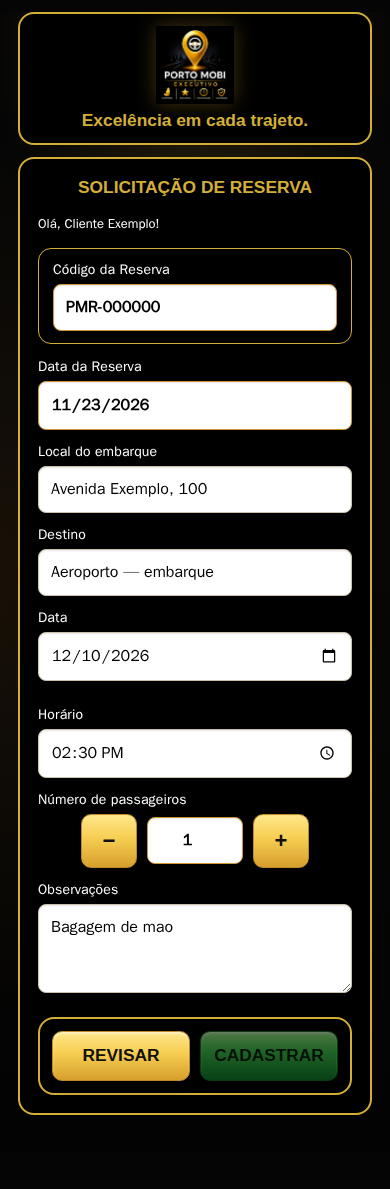 PORTO MOBI
EXECUTIVO
Excelência em cada trajeto.
SOLICITAÇÃO DE RESERVA
Olá, Cliente Exemplo!
Código da Reserva
PMR-000000
Data da Reserva
11/23/2026
Local do embarque
Avenida Exemplo, 100
Destino
Aeroporto — embarque
Data
12/10/2026
Horário
02:30 PM
Número de passageiros
− 1 +
Observações
Bagagem de mao
REVISAR CADASTRAR